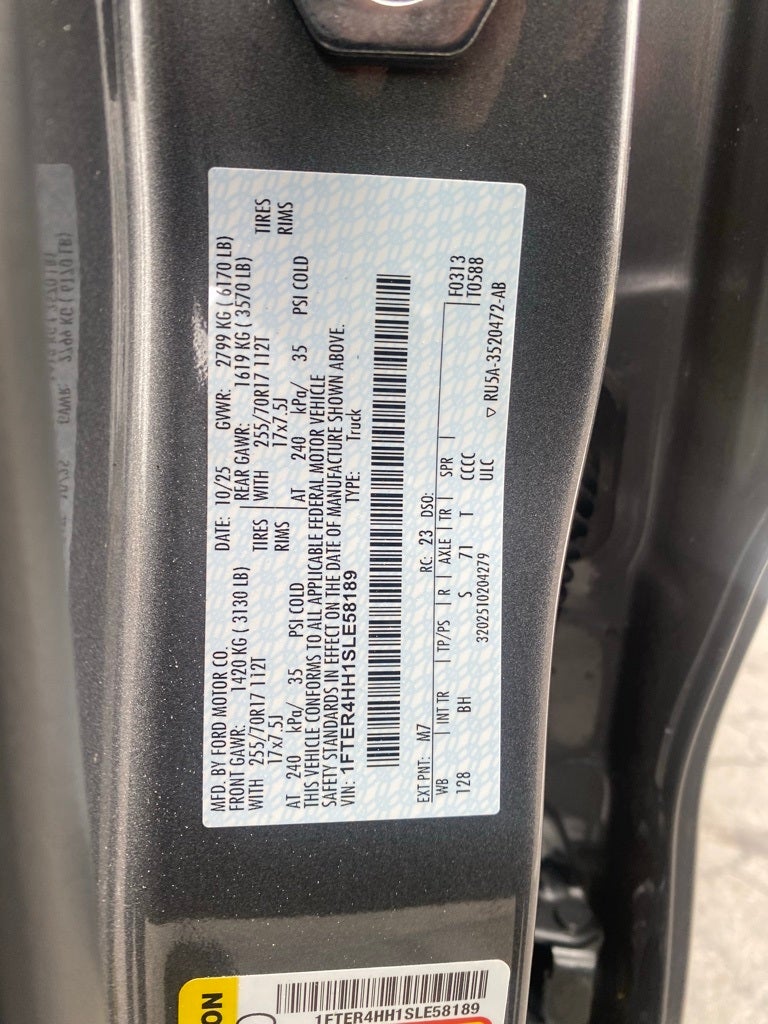 MFD. BY FORD MOTOR CO.
DATE: 10/25 GVWR: 2799 KG ( 6170 LB)
FRONT GAWR: 1420 KG ( 3130 LB) REAR GAWR: 1619 KG ( 3570 LB)
WITH 255/70R17 112T TIRES WITH 255/70R17 112T TIRES
17x7.5J RIMS 17x7.5J RIMS
AT 240 kPa/ 35 PSI COLD AT 240 kPa/ 35 PSI COLD
THIS VEHICLE CONFORMS TO ALL APPLICABLE FEDERAL MOTOR VEHICLE
SAFETY STANDARDS IN EFFECT ON THE DATE OF MANUFACTURE SHOWN ABOVE.
VIN: 1FTER4HH1SLE58189 TYPE: Truck
EXT PNT: M7 RC: 23 DSO: F0313
WB INT TR TP/PS R AXLE TR SPR T0588
128 BH S 71 T CCCC
3202510204279 ULC ▽ RU5A-3520472-AB
1FTER4HH1SLE58189